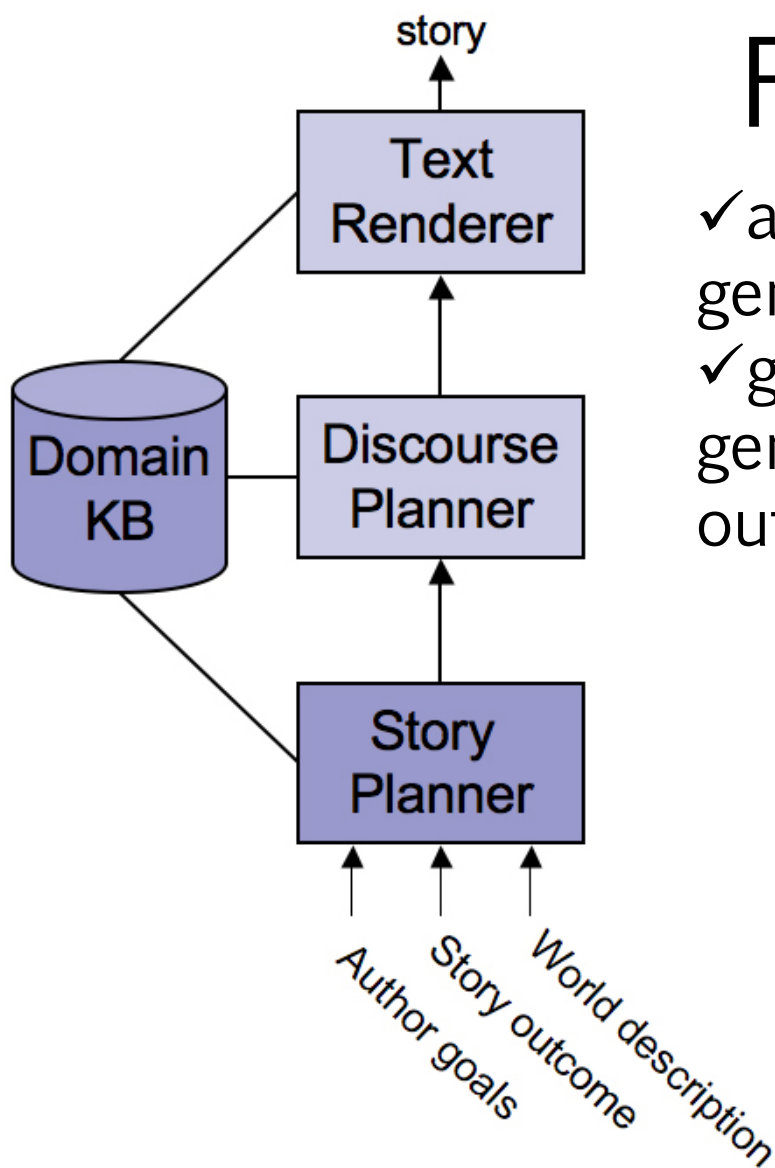 story
Text
Renderer
Domain
KB
Discourse
Planner
Story
Planner
Author goals
Story outcome
World description